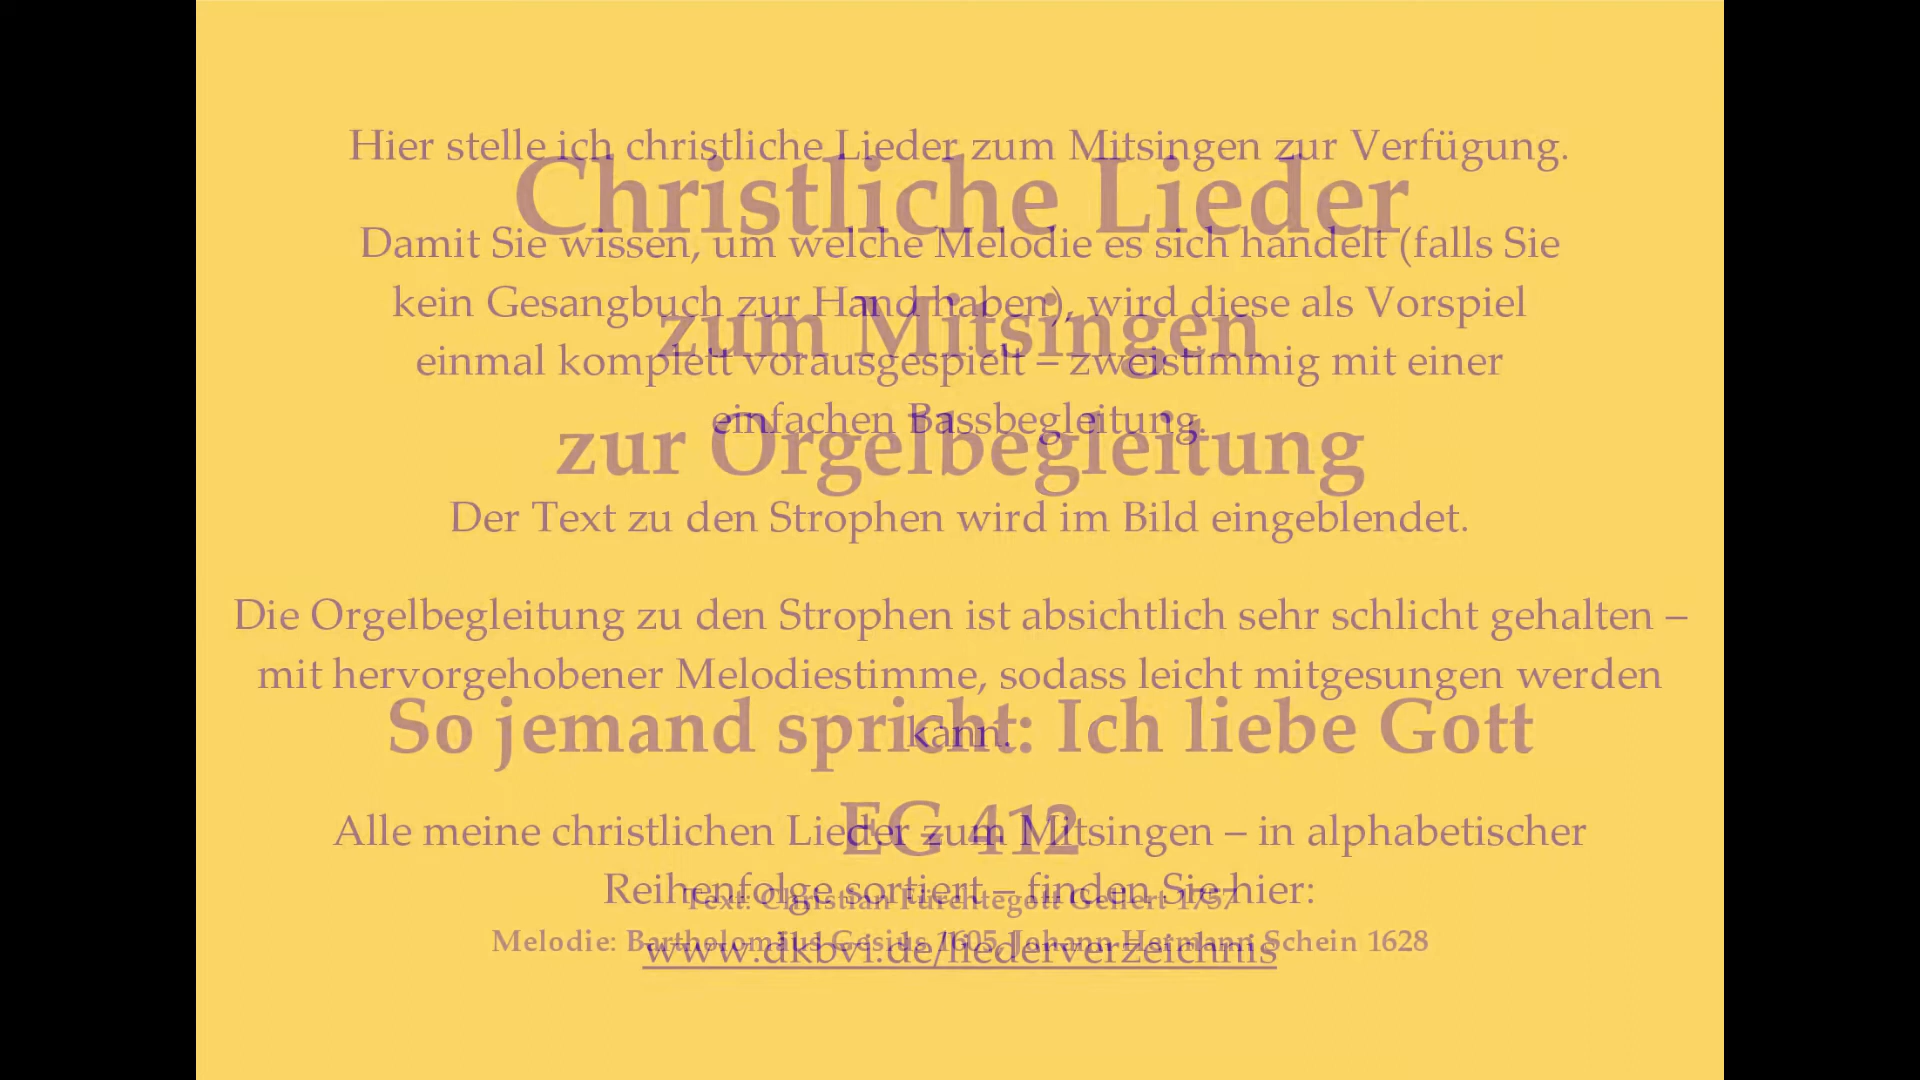 Hier stelle ich christliche Lieder zum Mitsingen zur Verfügung.
Christliche Lieder
Damit Sie wissen, um welche Melodie es sich handelt (falls Sie
kein Gesangbuch zur Hand haben), wird diese als Vorspiel
zum Mitsingen
einmal komplett vorausgespielt – zweistimmig mit einer
einfachen Bassbegleitung.
zur Orgelbegleitung
Der Text zu den Strophen wird im Bild eingeblendet.
Die Orgelbegleitung zu den Strophen ist absichtlich sehr schlicht gehalten –
mit hervorgehobener Melodiestimme, sodass leicht mitgesungen werden
So jemand spricht: Ich liebe Gott
kann.
EG 412
Alle meine christlichen Lieder zum Mitsingen – in alphabetischer
Reihenfolge sortiert – finden Sie hier:
Text: Christian Fürchtegott Gellert 1757
Melodie: Bartholomäus Gesius 1605, Johann Hermann Schein 1628
www.dkbvi.de/liederverzeichnis